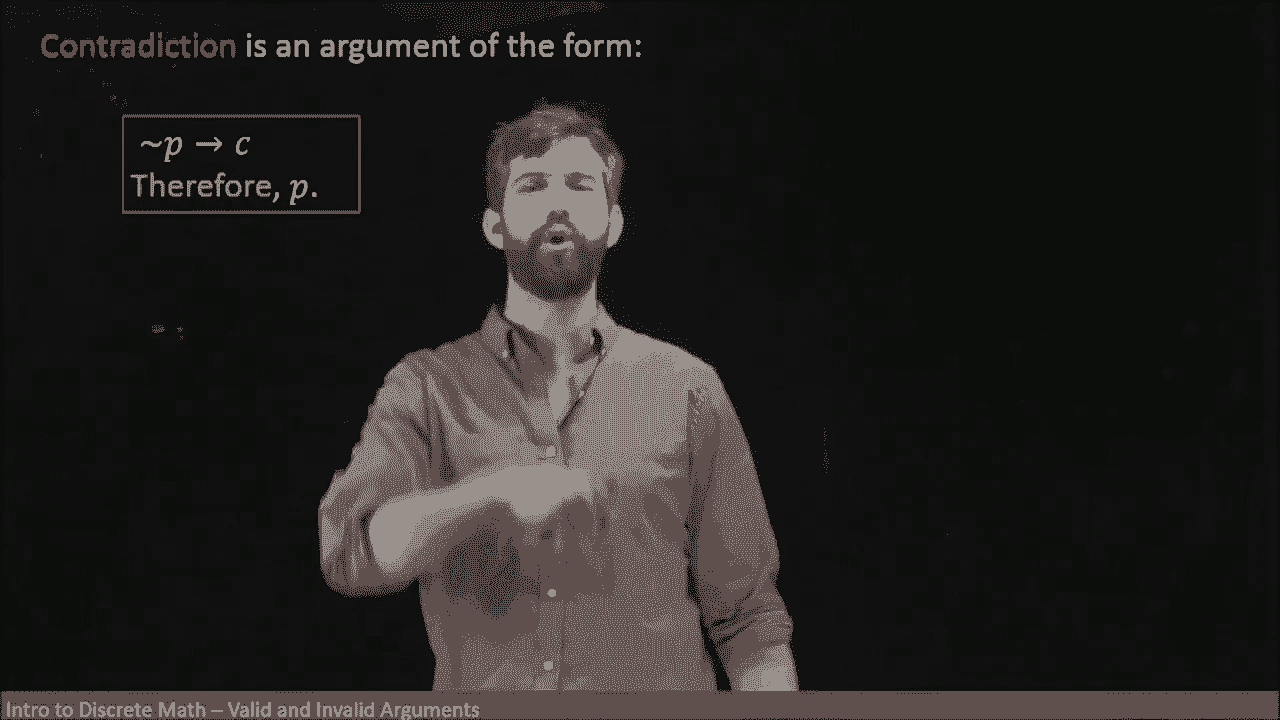 Contradiction is an argument of the form:
~p → c
Therefore, p.
Intro to Discrete Math – Valid and Invalid Arguments